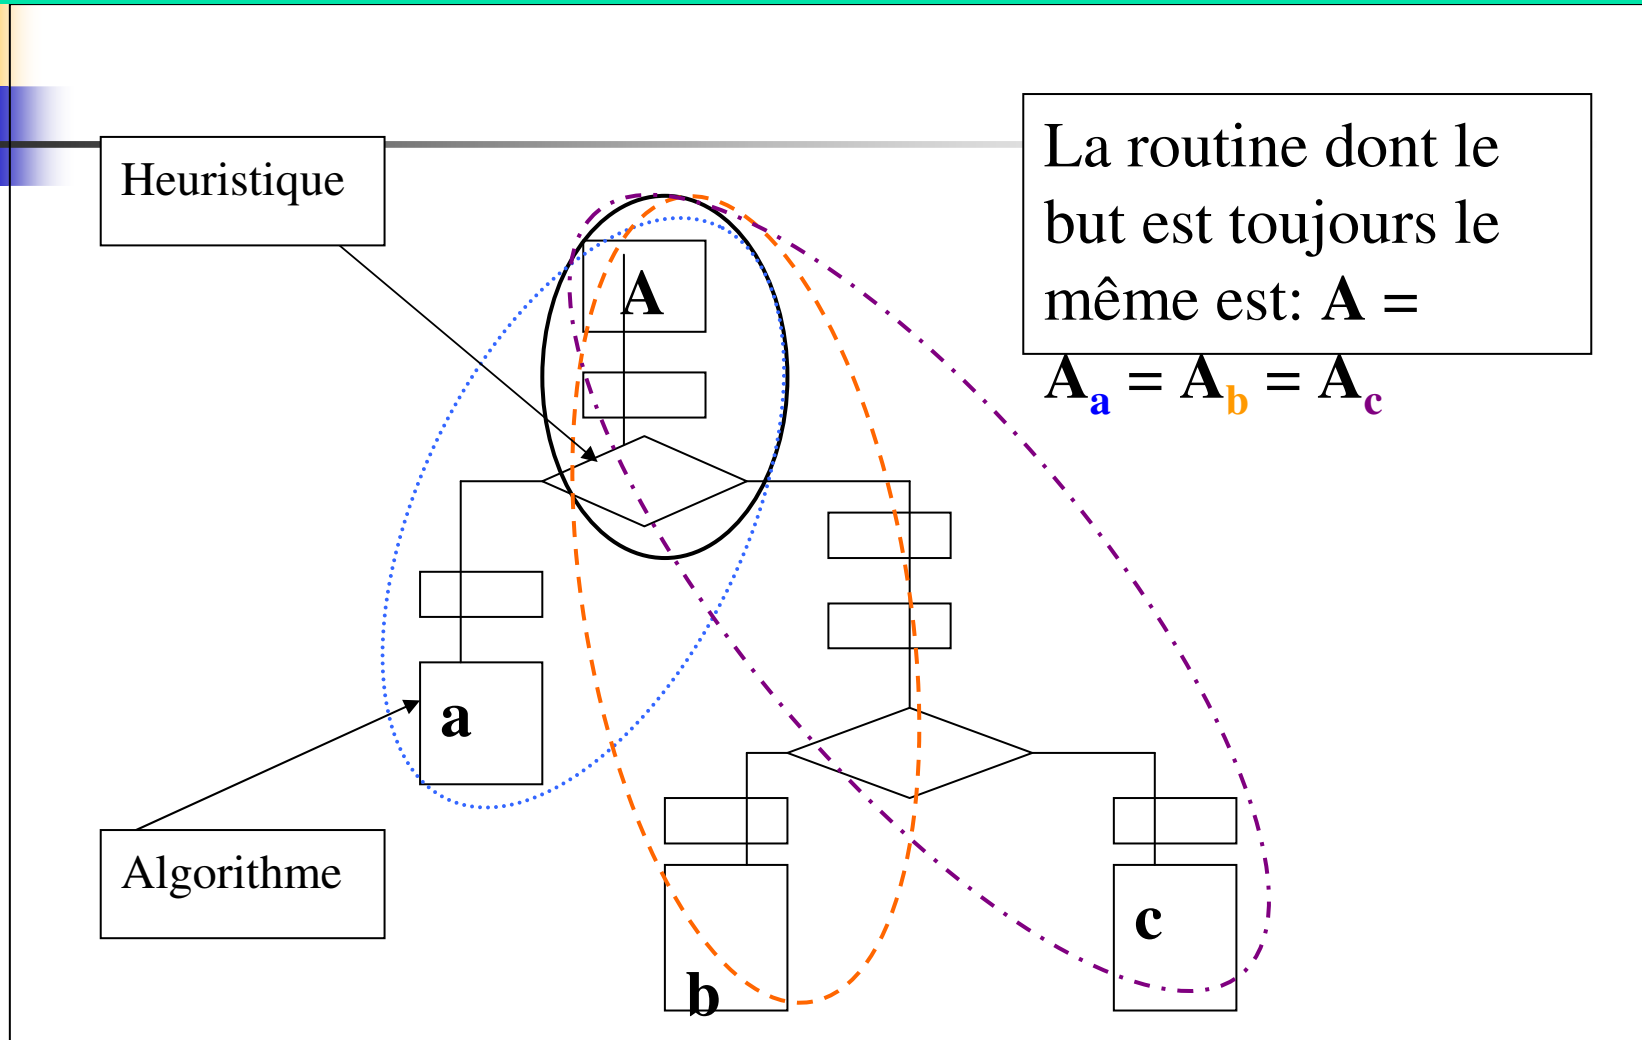 Heuristique
La routine dont le
but est toujours le
même est: A =
Aa = Ab = Ac
A
a
Algorithme
b
c